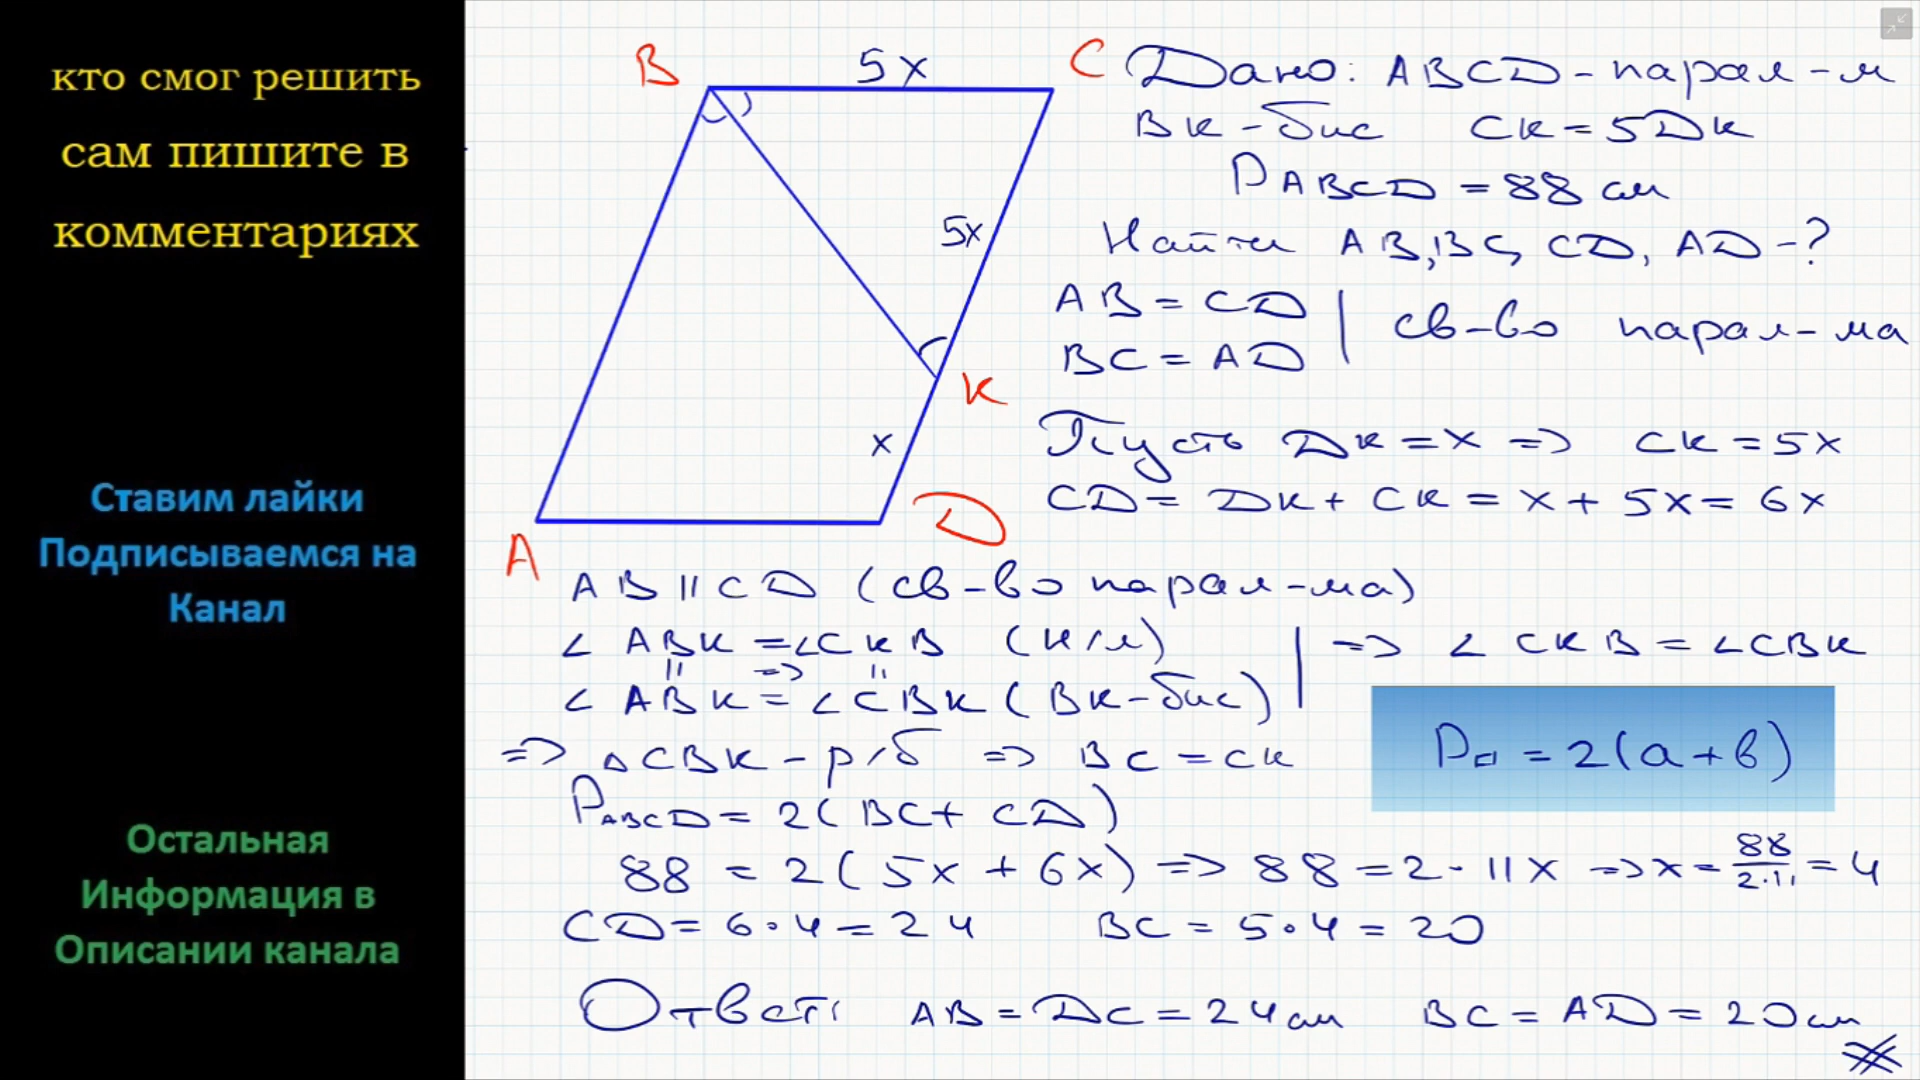 кто смог решить
сам пишите в
комментариях
Ставим лайки
Подписываемся на
Канал
Остальная
Информация в
Описании канала
B
5x
C
5x
K
x
A
D
Дано: ABCD - парал-м
BK - бис CK = 5DK
P ABCD = 88 см
Найти AB, BC, CD, AD - ?
AB = CD
BC = AD
св-во парал-ма
Пусть DK = x => CK = 5x
CD = DK + CK = x + 5x = 6x
AB || CD (св-во парал-ма)
∠ ABK = ∠CKB (н/л)
=>
∠ ABK = ∠CBK (BK - бис)
=> ∠ CKB = ∠CBK
=> △CBK - р/б => BC = CK
P▱ = 2(a+b)
P ABCD = 2(BC + CD)
88 = 2(5x + 6x) => 88 = 2 · 11x => x = 88/2·11 = 4
CD = 6·4 = 24 BC = 5·4 = 20
Ответ: AB = DC = 24 см BC = AD = 20 см